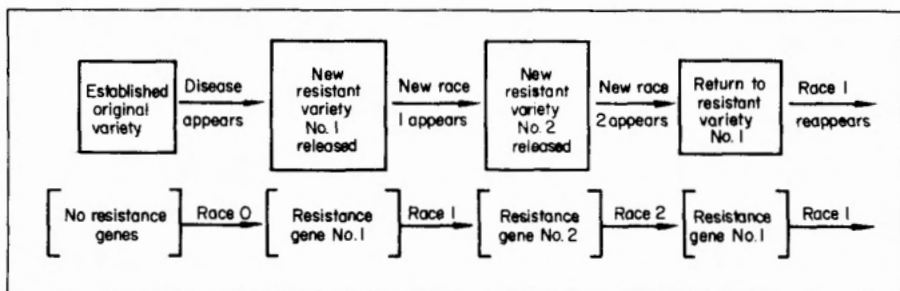 Established
original
variety
Disease
appears
New
resistant
variety
No. 1
released
New race
1 appears
New
resistant
variety
No. 2
released
New race
2 appears
Return to
resistant
variety
No. 1
Race 1
reappears
No resistance
genes
Race 0
Resistance
gene No. 1
Race 1
Resistance
gene No. 2
Race 2
Resistance
gene No. 1
Race 1